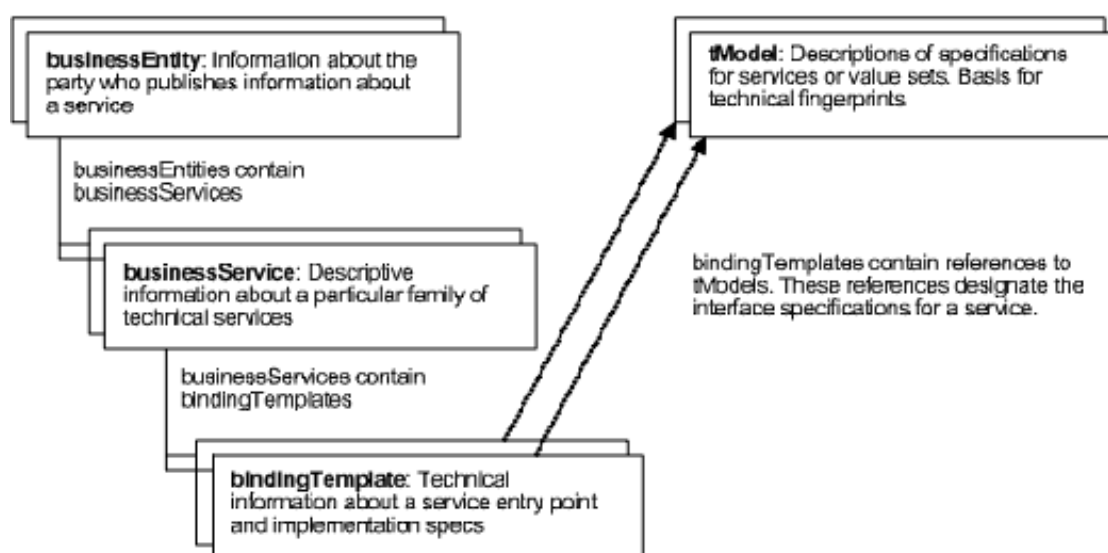 businessEntity: Information about the
party who publishes information about
a service
tModel: Descriptions of specifications
for services or value sets. Basis for
technical fingerprints.
businessEntities contain
businessServices
businessService: Descriptive
information about a particular family of
technical services
bindingTemplates contain references to
tModels. These references designate the
interface specifications for a service.
businessServices contain
bindingTemplates
bindingTemplate: Technical
information about a service entry point
and implementation specs